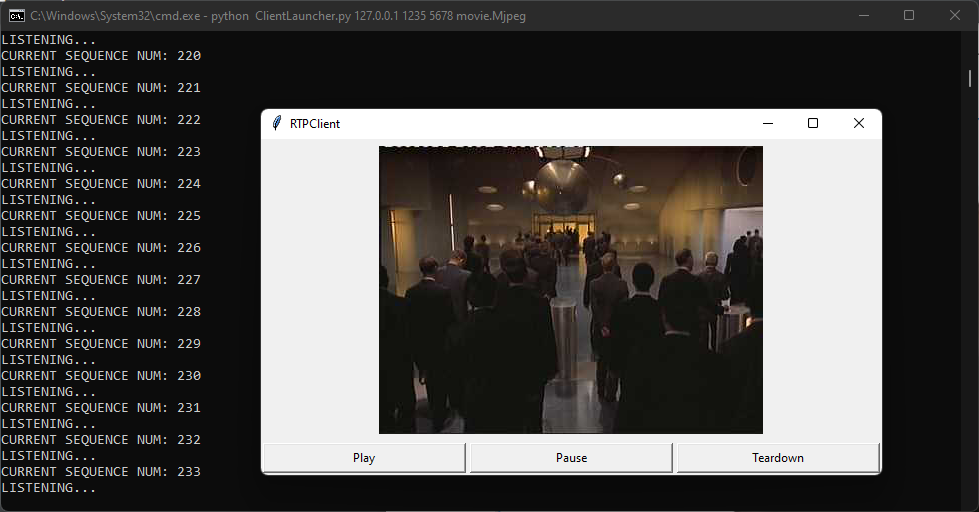 C:\Windows\System32\cmd.exe - python  ClientLauncher.py 127.0.0.1 1235 5678 movie.Mjpeg
LISTENING...
CURRENT SEQUENCE NUM: 220
LISTENING...
CURRENT SEQUENCE NUM: 221
LISTENING...
CURRENT SEQUENCE NUM: 222
LISTENING...
CURRENT SEQUENCE NUM: 223
LISTENING...
CURRENT SEQUENCE NUM: 224
LISTENING...
CURRENT SEQUENCE NUM: 225
LISTENING...
CURRENT SEQUENCE NUM: 226
LISTENING...
CURRENT SEQUENCE NUM: 227
LISTENING...
CURRENT SEQUENCE NUM: 228
LISTENING...
CURRENT SEQUENCE NUM: 229
LISTENING...
CURRENT SEQUENCE NUM: 230
LISTENING...
CURRENT SEQUENCE NUM: 231
LISTENING...
CURRENT SEQUENCE NUM: 232
LISTENING...
CURRENT SEQUENCE NUM: 233
LISTENING...
RTPClient
Play
Pause
Teardown